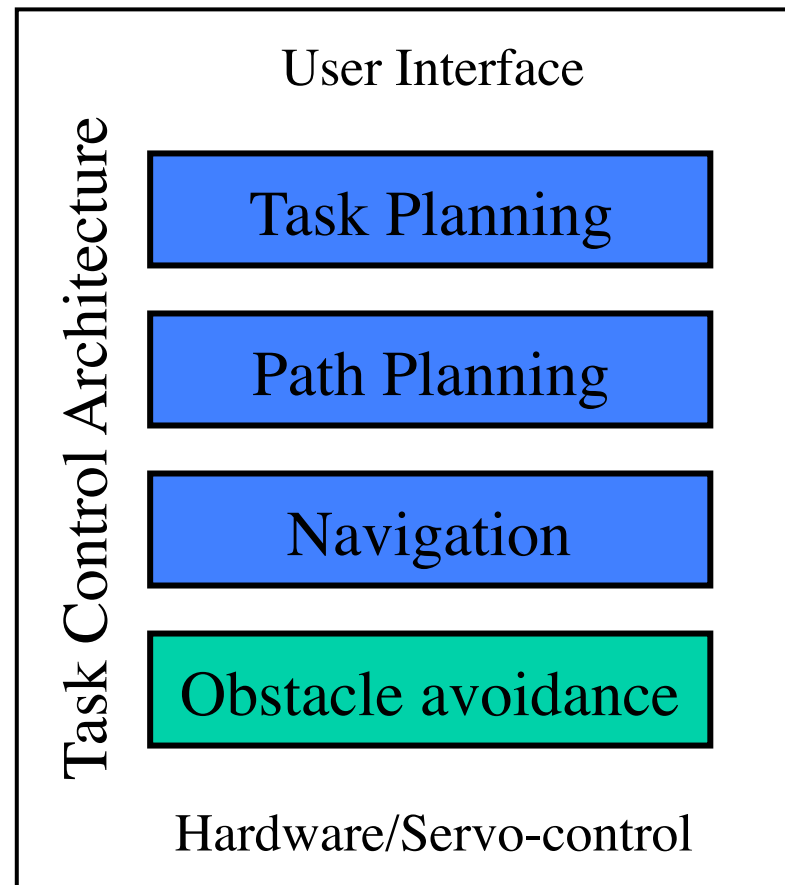 User Interface
Task Control Architecture
Task Planning
Path Planning
Navigation
Obstacle avoidance
Hardware/Servo-control